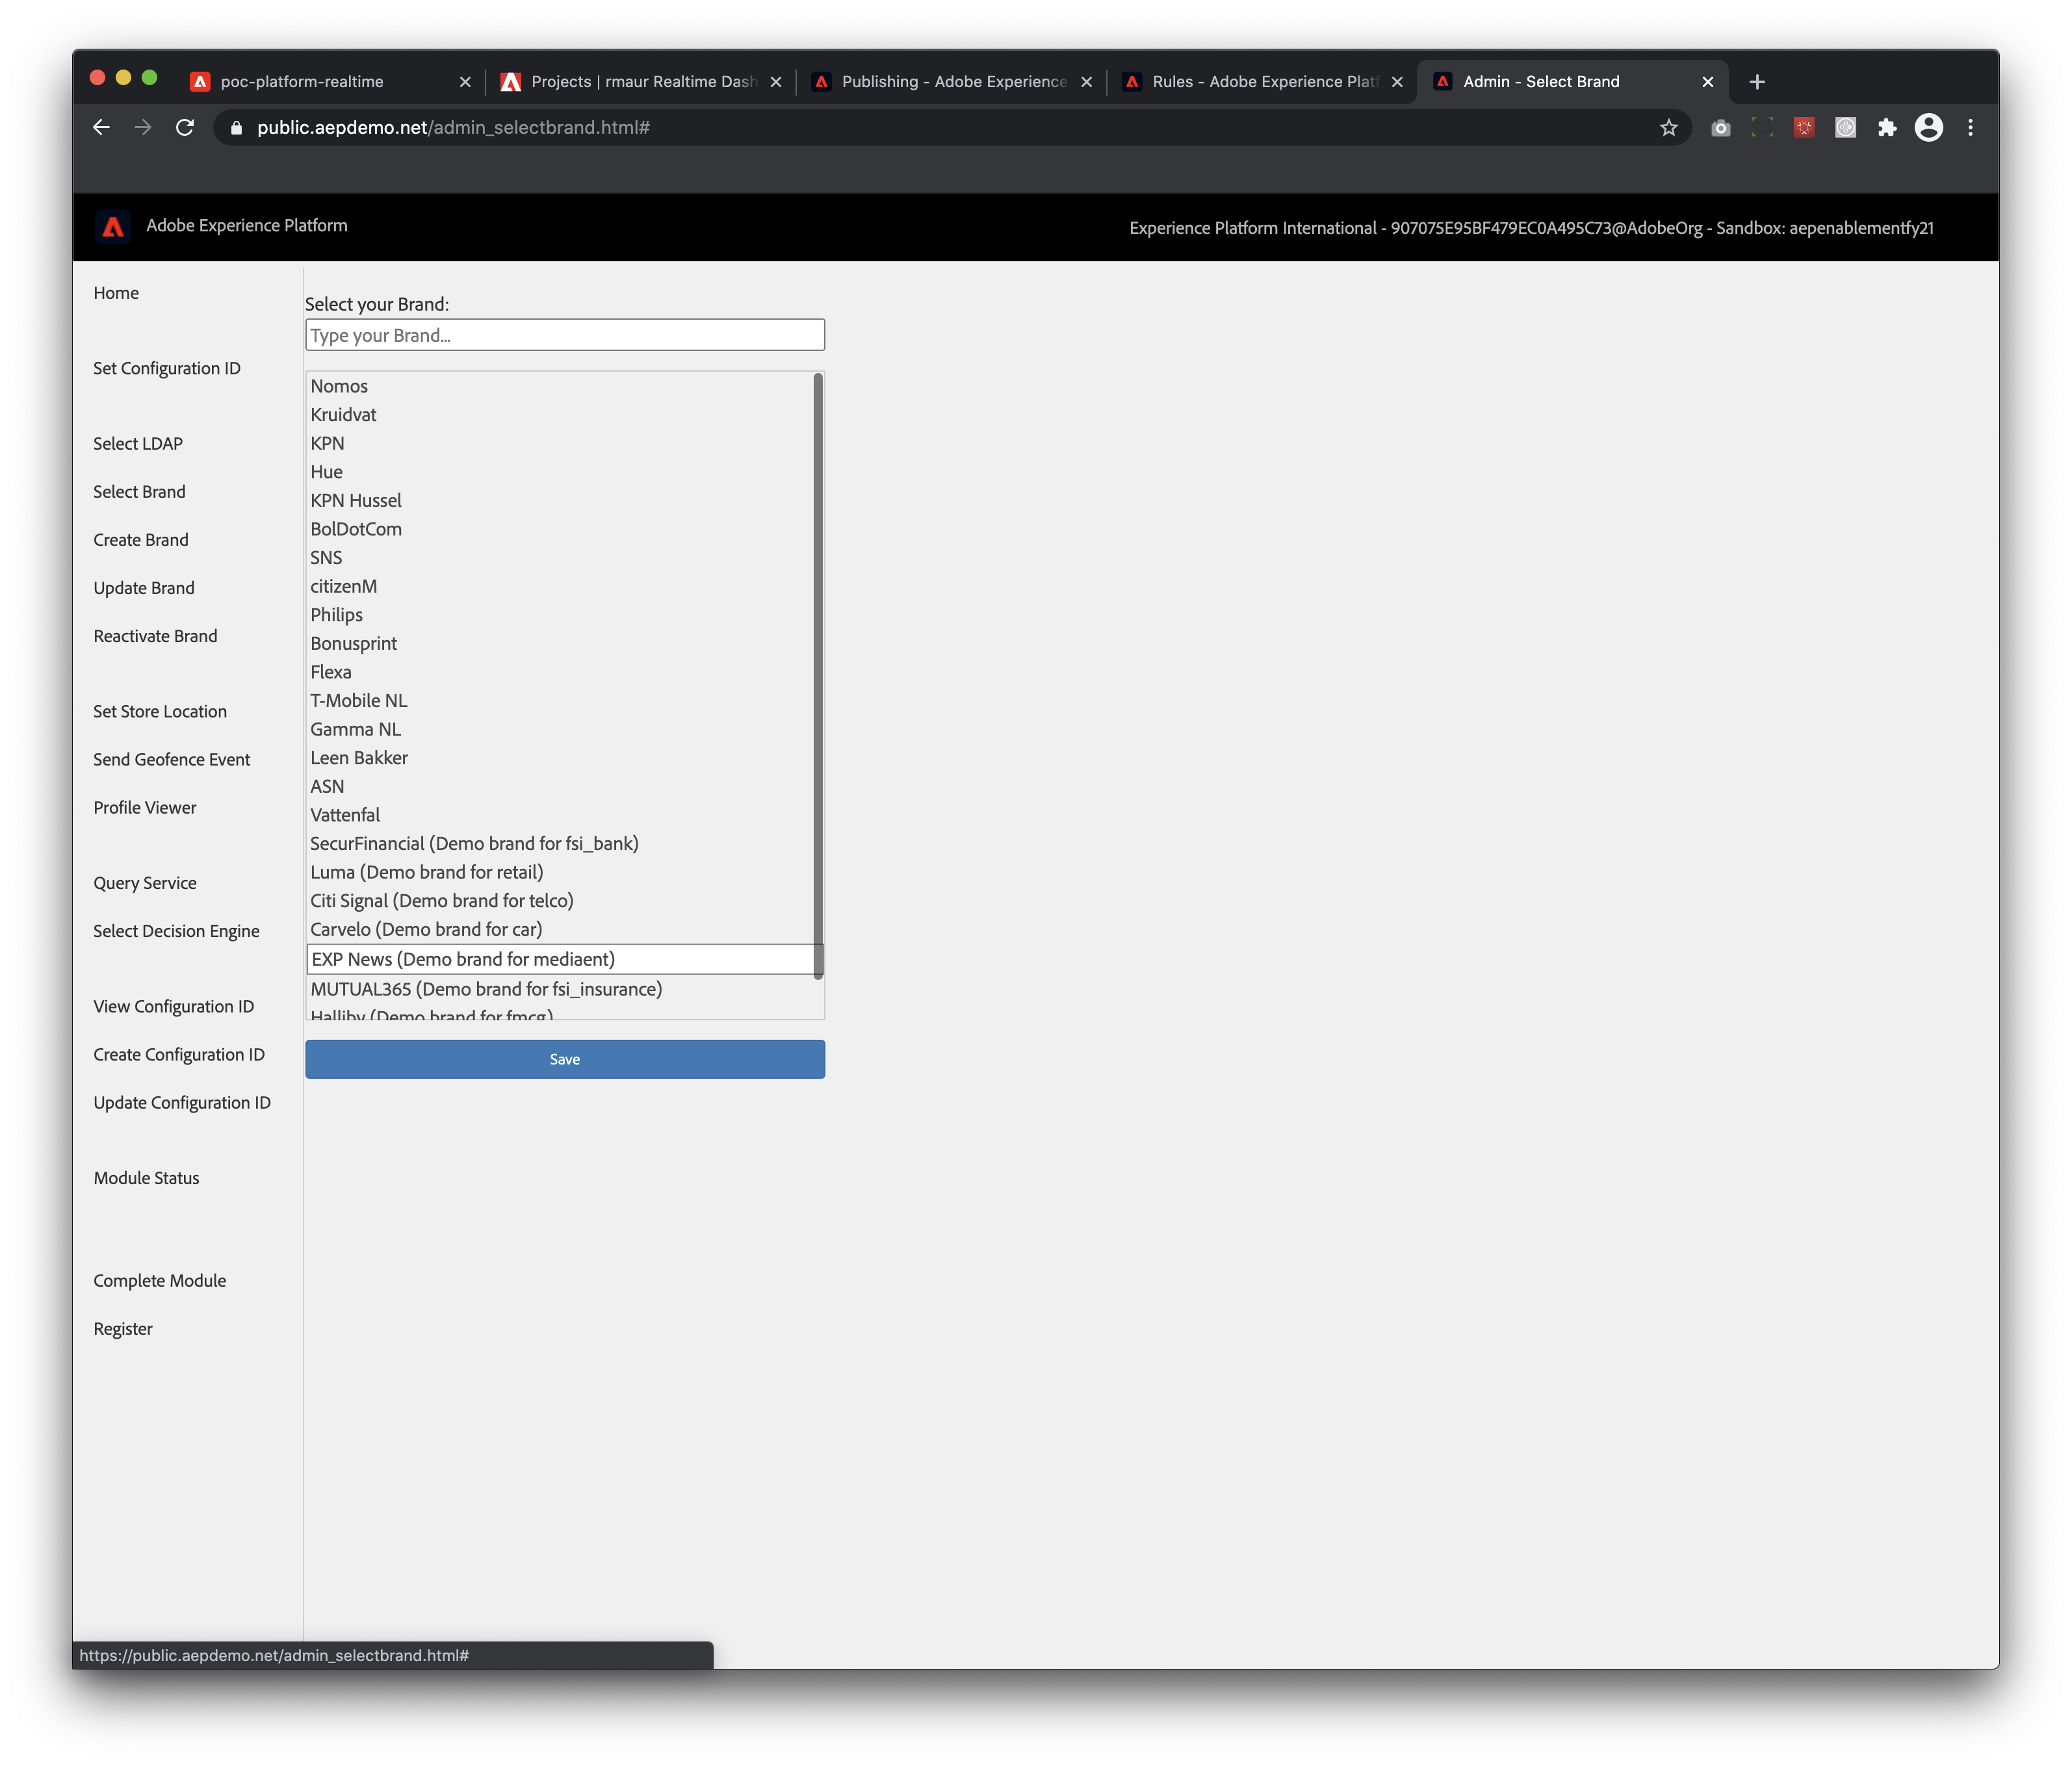 poc-platform-realtime
Projects | rmaur Realtime Dash
Publishing - Adobe Experience
Rules - Adobe Experience Platf
Admin - Select Brand
public.aepdemo.net/admin_selectbrand.html#
Adobe Experience Platform
Experience Platform International - 907075E95BF479EC0A495C73@AdobeOrg - Sandbox: aepenablementfy21
Home
Set Configuration ID
Select LDAP
Select Brand
Create Brand
Update Brand
Reactivate Brand
Set Store Location
Send Geofence Event
Profile Viewer
Query Service
Select Decision Engine
View Configuration ID
Create Configuration ID
Update Configuration ID
Module Status
Complete Module
Register
Select your Brand:
Type your Brand...
Nomos
Kruidvat
KPN
Hue
KPN Hussel
BolDotCom
SNS
citizenM
Philips
Bonusprint
Flexa
T-Mobile NL
Gamma NL
Leen Bakker
ASN
Vattenfal
SecurFinancial (Demo brand for fsi_bank)
Luma (Demo brand for retail)
Citi Signal (Demo brand for telco)
Carvelo (Demo brand for car)
EXP News (Demo brand for mediaent)
MUTUAL365 (Demo brand for fsi_insurance)
Halliby (Demo brand for fmcg)
Save
https://public.aepdemo.net/admin_selectbrand.html#